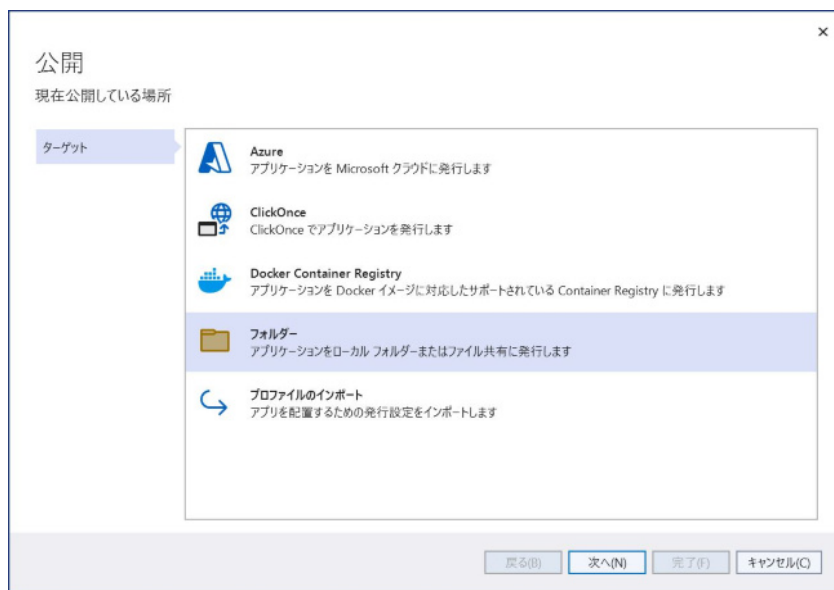 公開
現在公開している場所
ターゲット
Azure
アプリケーションを Microsoft クラウドに発行します
ClickOnce
ClickOnce でアプリケーションを発行します
Docker Container Registry
アプリケーションを Docker イメージに対応したサポートされている Container Registry に発行します
フォルダー
アプリケーションをローカル フォルダーまたはファイル共有に発行します
プロファイルのインポート
アプリを配置するための発行設定をインポートします
戻る(B) 次へ(N) 完了(F) キャンセル(C)